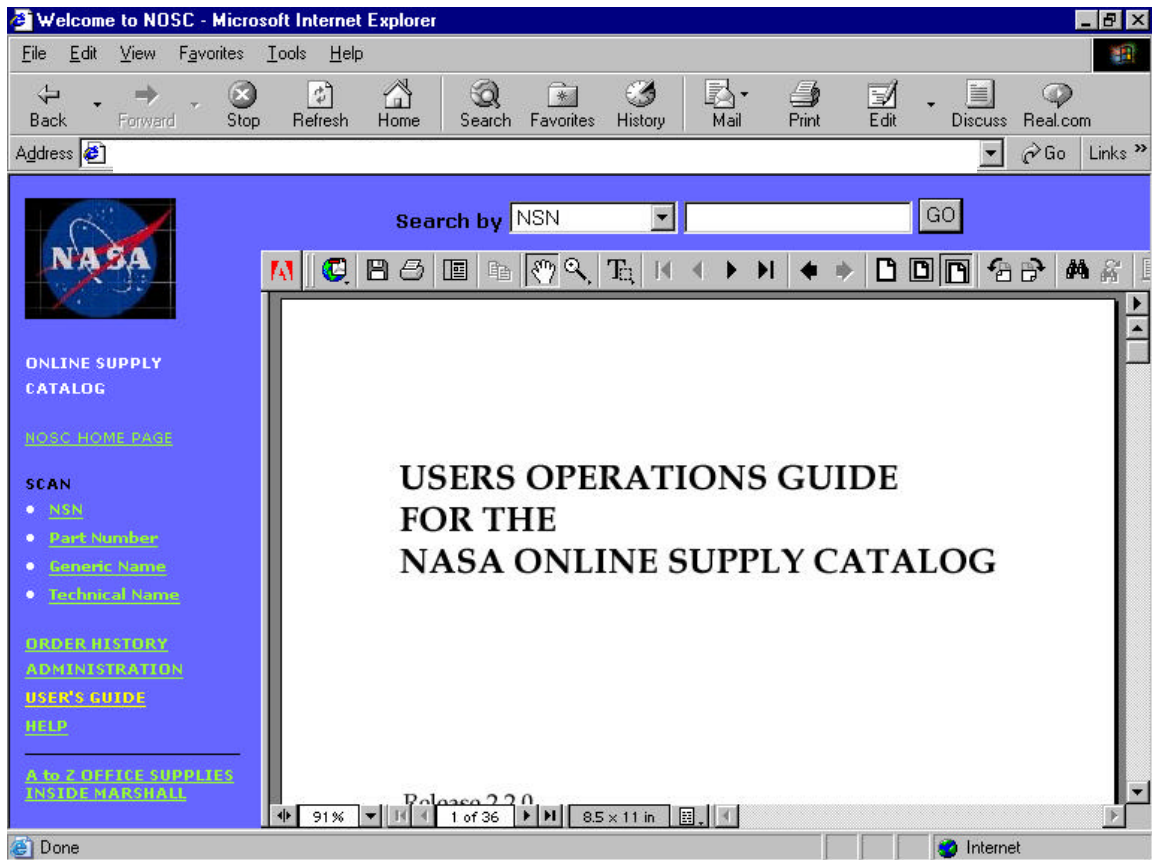 Welcome to NOSC - Microsoft Internet Explorer
File Edit View Favorites Tools Help
Back Forward Stop Refresh Home Search Favorites History Mail Print Edit Discuss Real.com
Address Go Links »
NASA
Search by NSN GO
ONLINE SUPPLY
CATALOG
NOSC HOME PAGE
SCAN
NSN
Part Number
Generic Name
Technical Name
ORDER HISTORY
ADMINISTRATION
USER'S GUIDE
HELP
A to Z OFFICE SUPPLIES
INSIDE MARSHALL
USERS OPERATIONS GUIDE
FOR THE
NASA ONLINE SUPPLY CATALOG
Release 2.2.0
91% 1 of 36 8.5 x 11 in
Done Internet